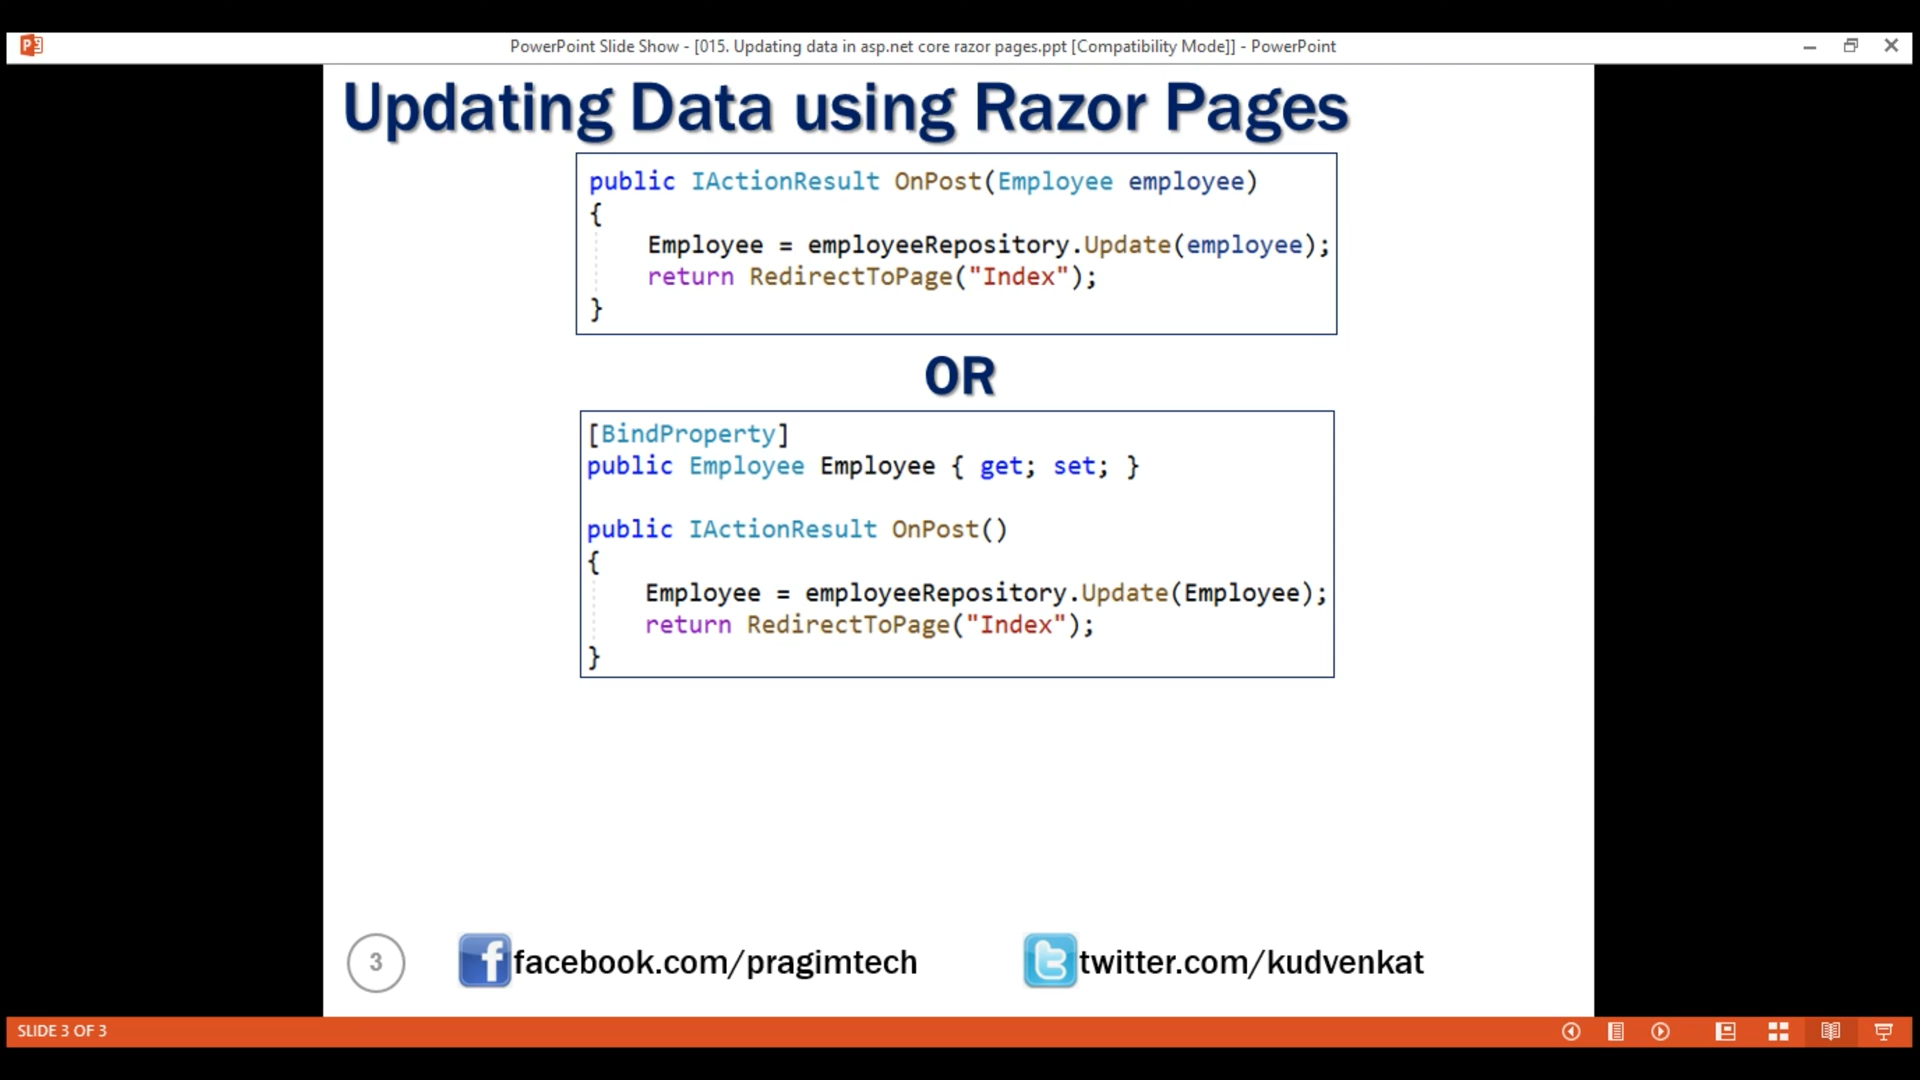 PowerPoint Slide Show - [015. Updating data in asp.net core razor pages.ppt [Compatibility Mode]] - PowerPoint
Updating Data using Razor Pages
public IActionResult OnPost(Employee employee)
{
    Employee = employeeRepository.Update(employee);
    return RedirectToPage("Index");
}
OR
[BindProperty]
public Employee Employee { get; set; }
public IActionResult OnPost()
{
    Employee = employeeRepository.Update(Employee);
    return RedirectToPage("Index");
}
3
facebook.com/pragimtech
twitter.com/kudvenkat
SLIDE 3 OF 3